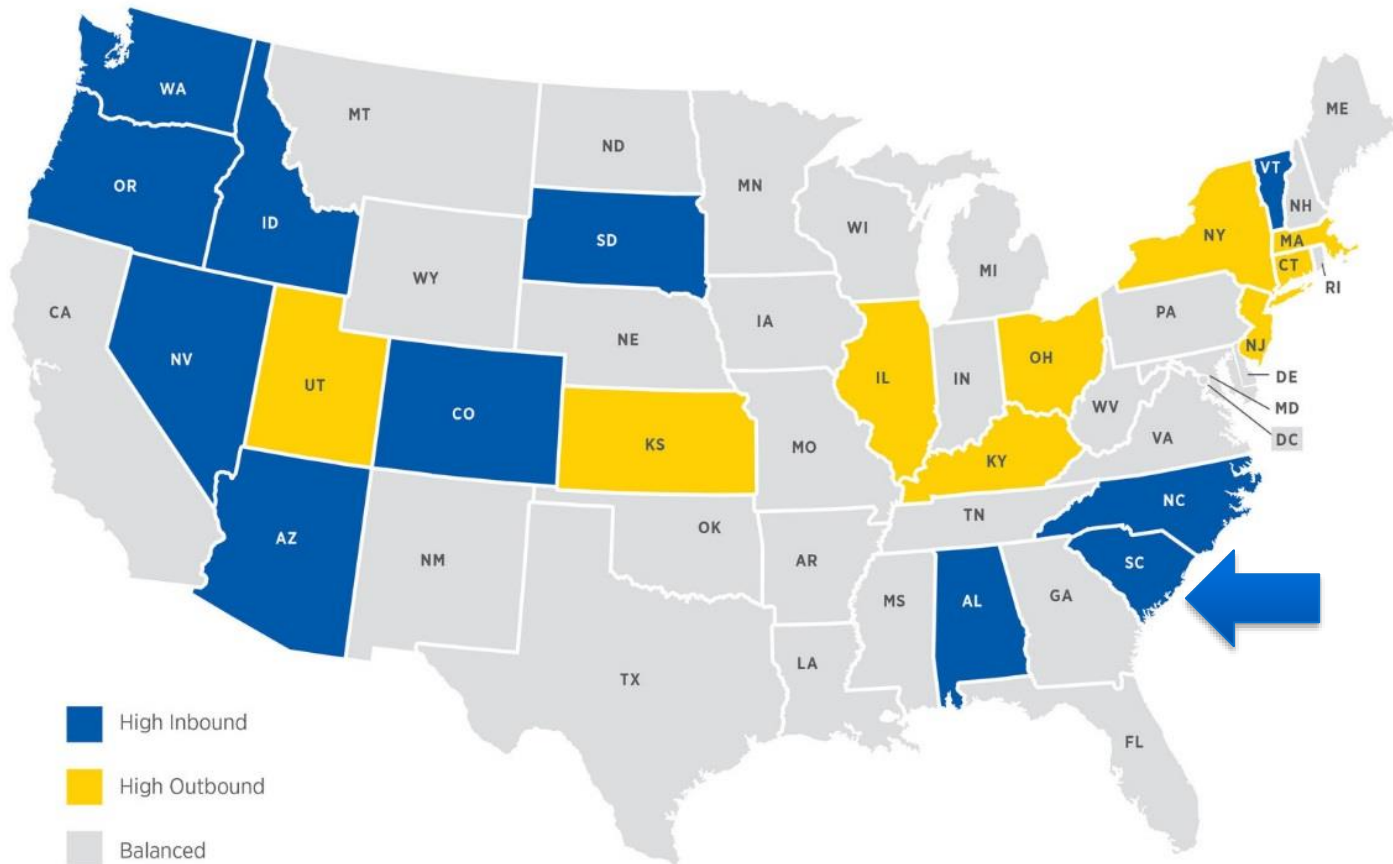 WA
MT
ND
MN
ME
VT
NH
OR
ID
SD
WI
NY
MA
CT
RI
WY
MI
CA
IA
PA
NV
NE
NJ
UT
IL
IN
OH
DE
CO
MD
WV
DC
KS
MO
VA
KY
NC
AZ
OK
TN
NM
AR
SC
MS
AL
GA
TX
LA
FL
High Inbound
High Outbound
Balanced